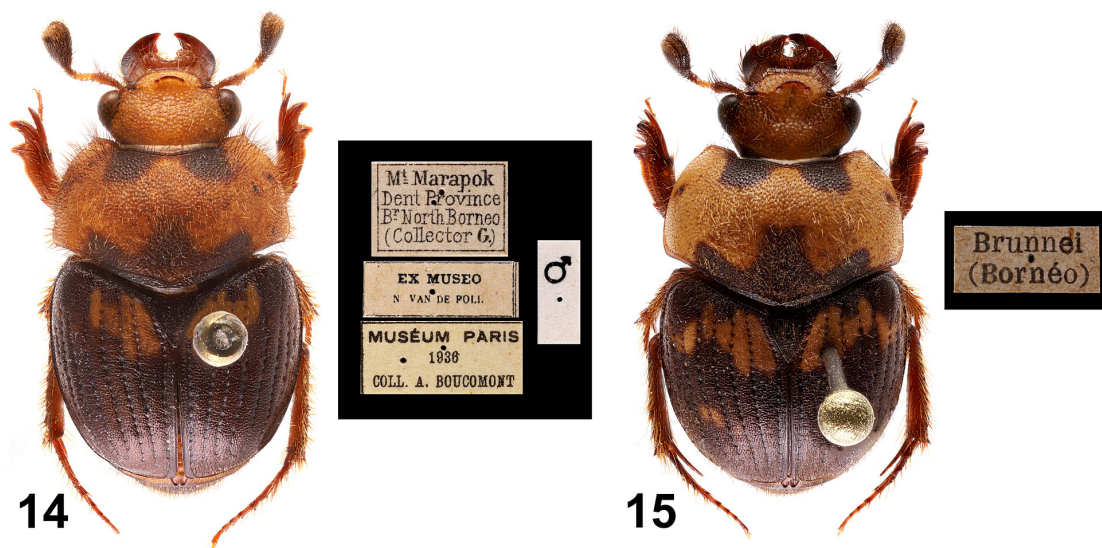 Mt Marapok
Dent Province
Br North Borneo
(Collector G.)
EX MUSEO
N. VAN DE POLL
MUSÉUM PARIS
1936
COLL. A. BOUCOMONT
♂
Brunnei
(Bornéo)
14
15